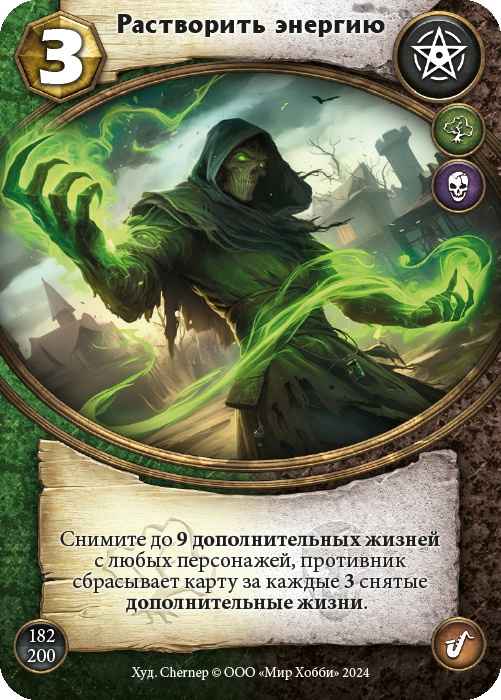 3
Растворить энергию
Снимите до 9 дополнительных жизней
с любых персонажей, противник
сбрасывает карту за каждые 3 снятые
дополнительные жизни.
182
200
Худ. Chernep © ООО «Мир Хобби» 2024